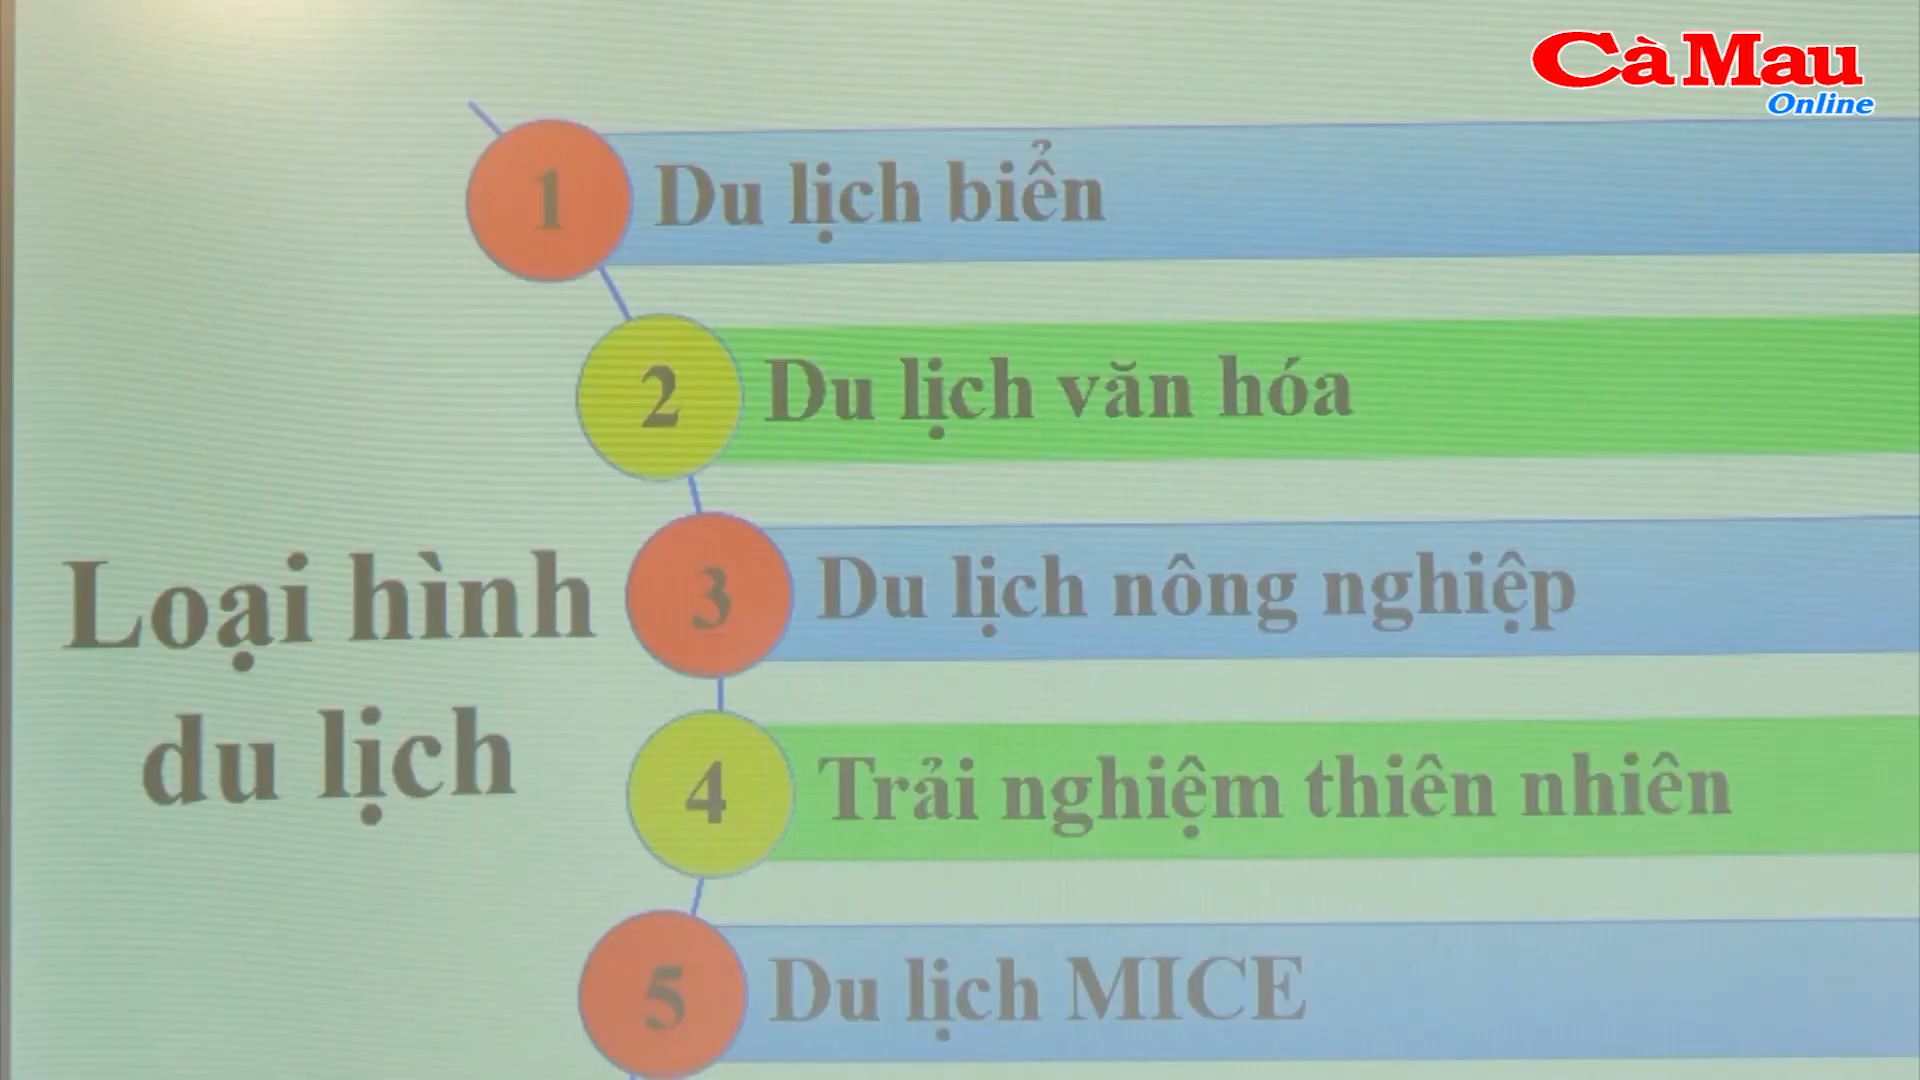 Cà Mau
Online
Loại hình
du lịch
1 Du lịch biển
2 Du lịch văn hóa
3 Du lịch nông nghiệp
4 Trải nghiệm thiên nhiên
5 Du lịch MICE